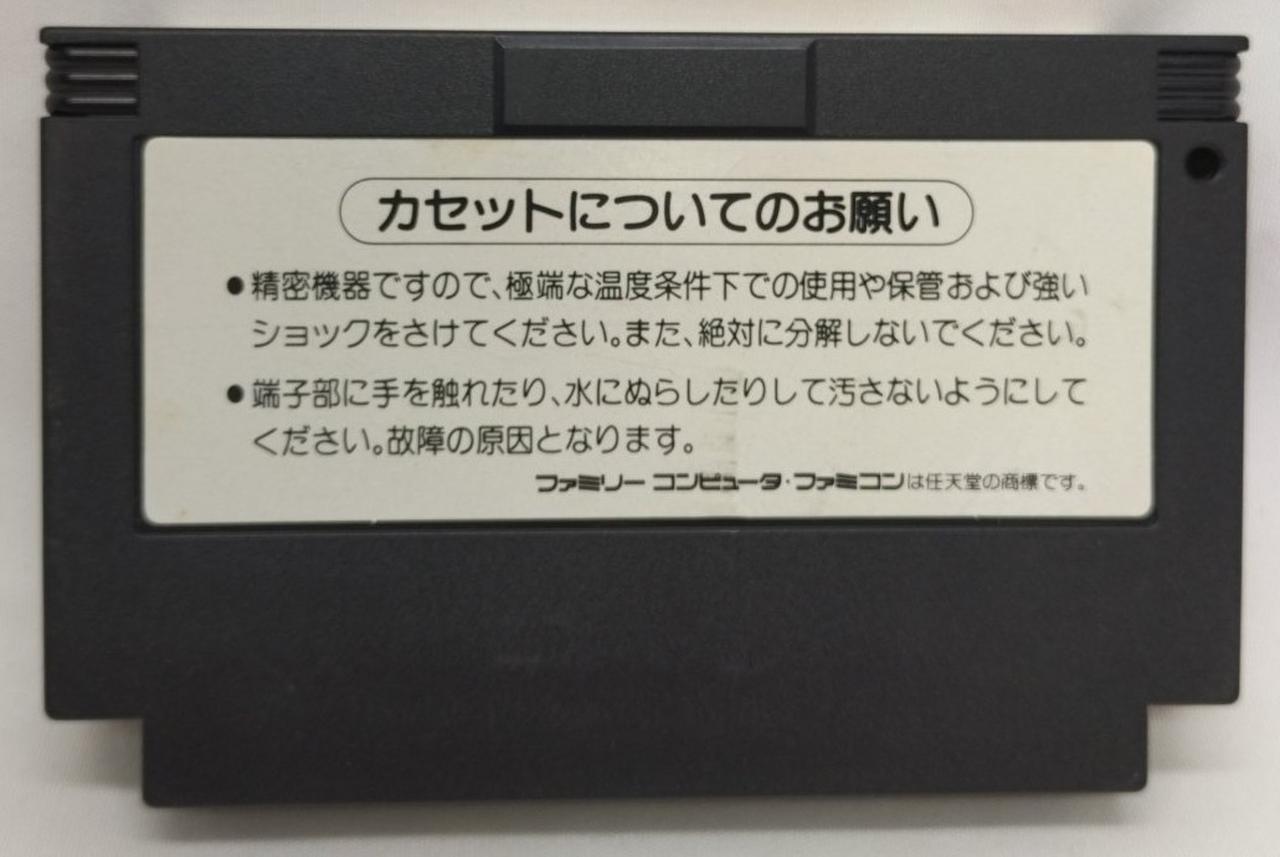 カセットについてのお願い
●精密機器ですので、極端な温度条件下での使用や保管および強い
ショックをさけてください。また、絶対に分解しないでください。
●端子部に手を触れたり、水にぬらしたりして汚さないようにして
ください。故障の原因となります。
ファミリー コンピュータ・ファミコンは任天堂の商標です。